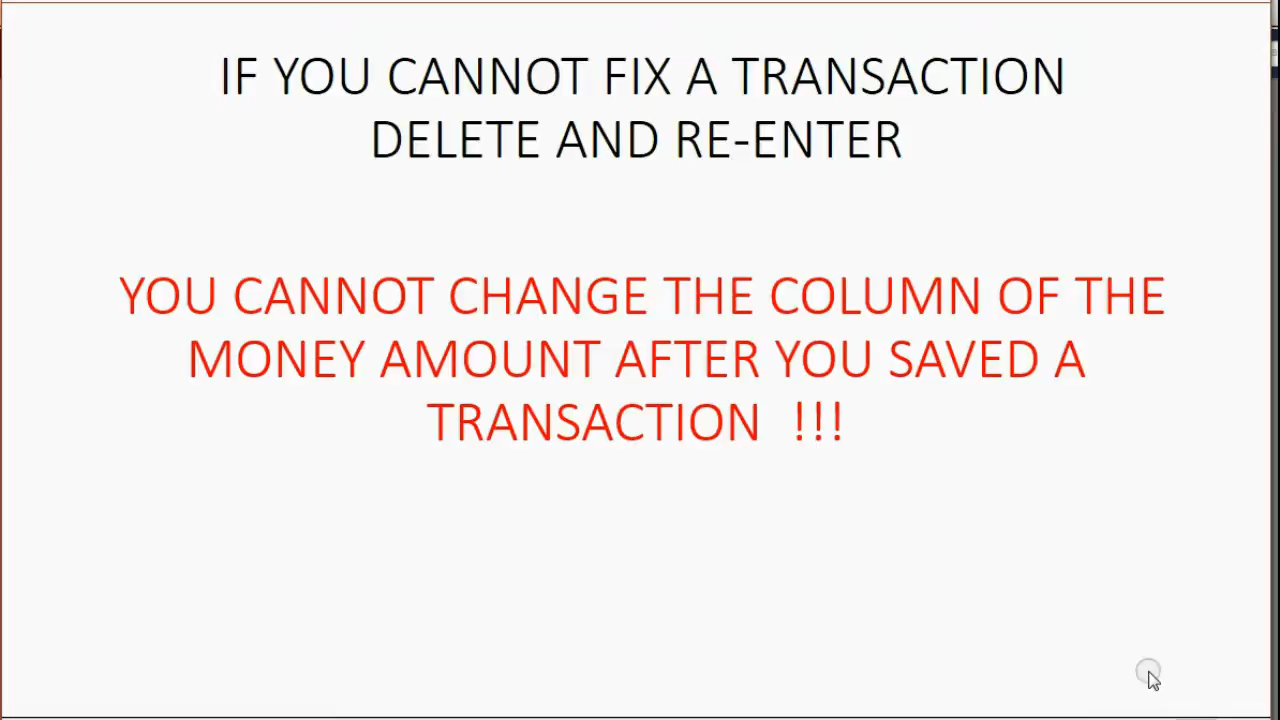 IF YOU CANNOT FIX A TRANSACTION
DELETE AND RE-ENTER
YOU CANNOT CHANGE THE COLUMN OF THE
MONEY AMOUNT AFTER YOU SAVED A
TRANSACTION !!!